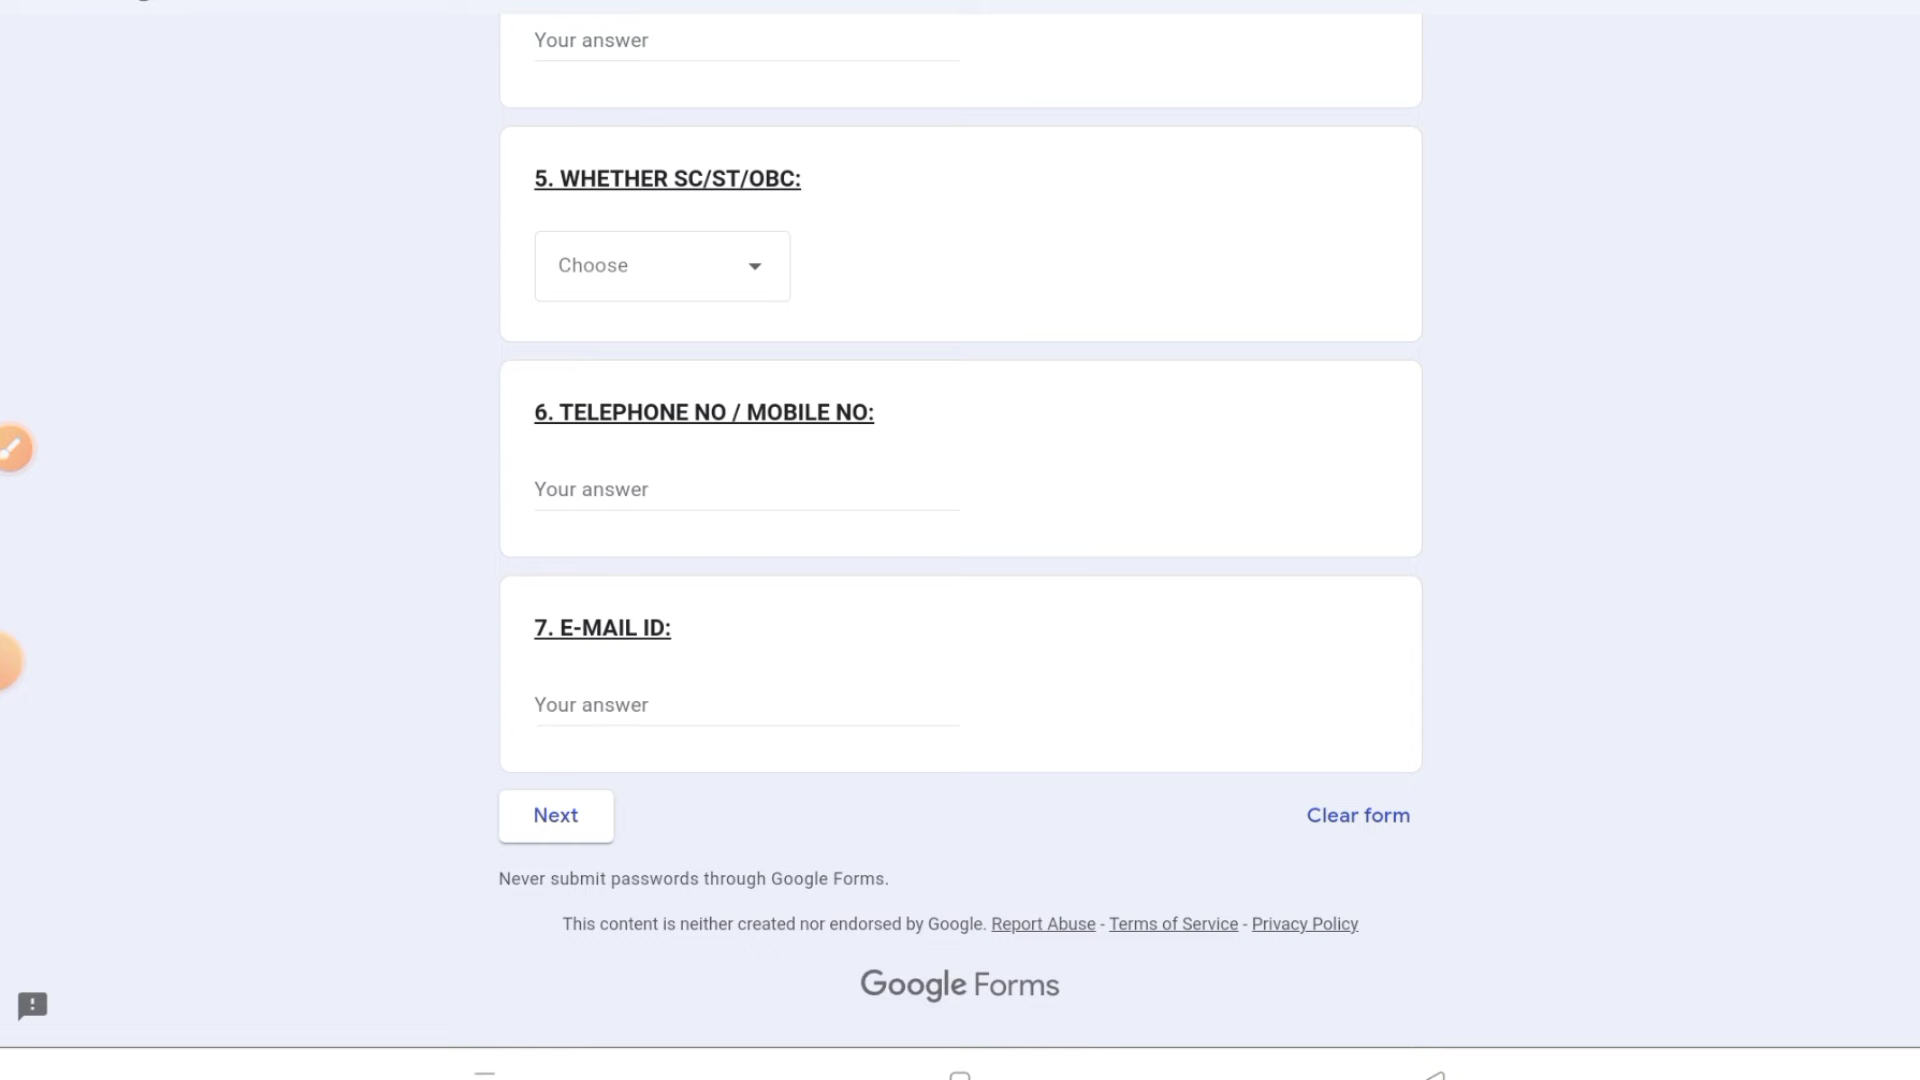 Your answer
5. WHETHER SC/ST/OBC:
Choose
6. TELEPHONE NO / MOBILE NO:
Your answer
7. E-MAIL ID:
Your answer
Next
Clear form
Never submit passwords through Google Forms.
This content is neither created nor endorsed by Google. Report Abuse - Terms of Service - Privacy Policy
Google Forms